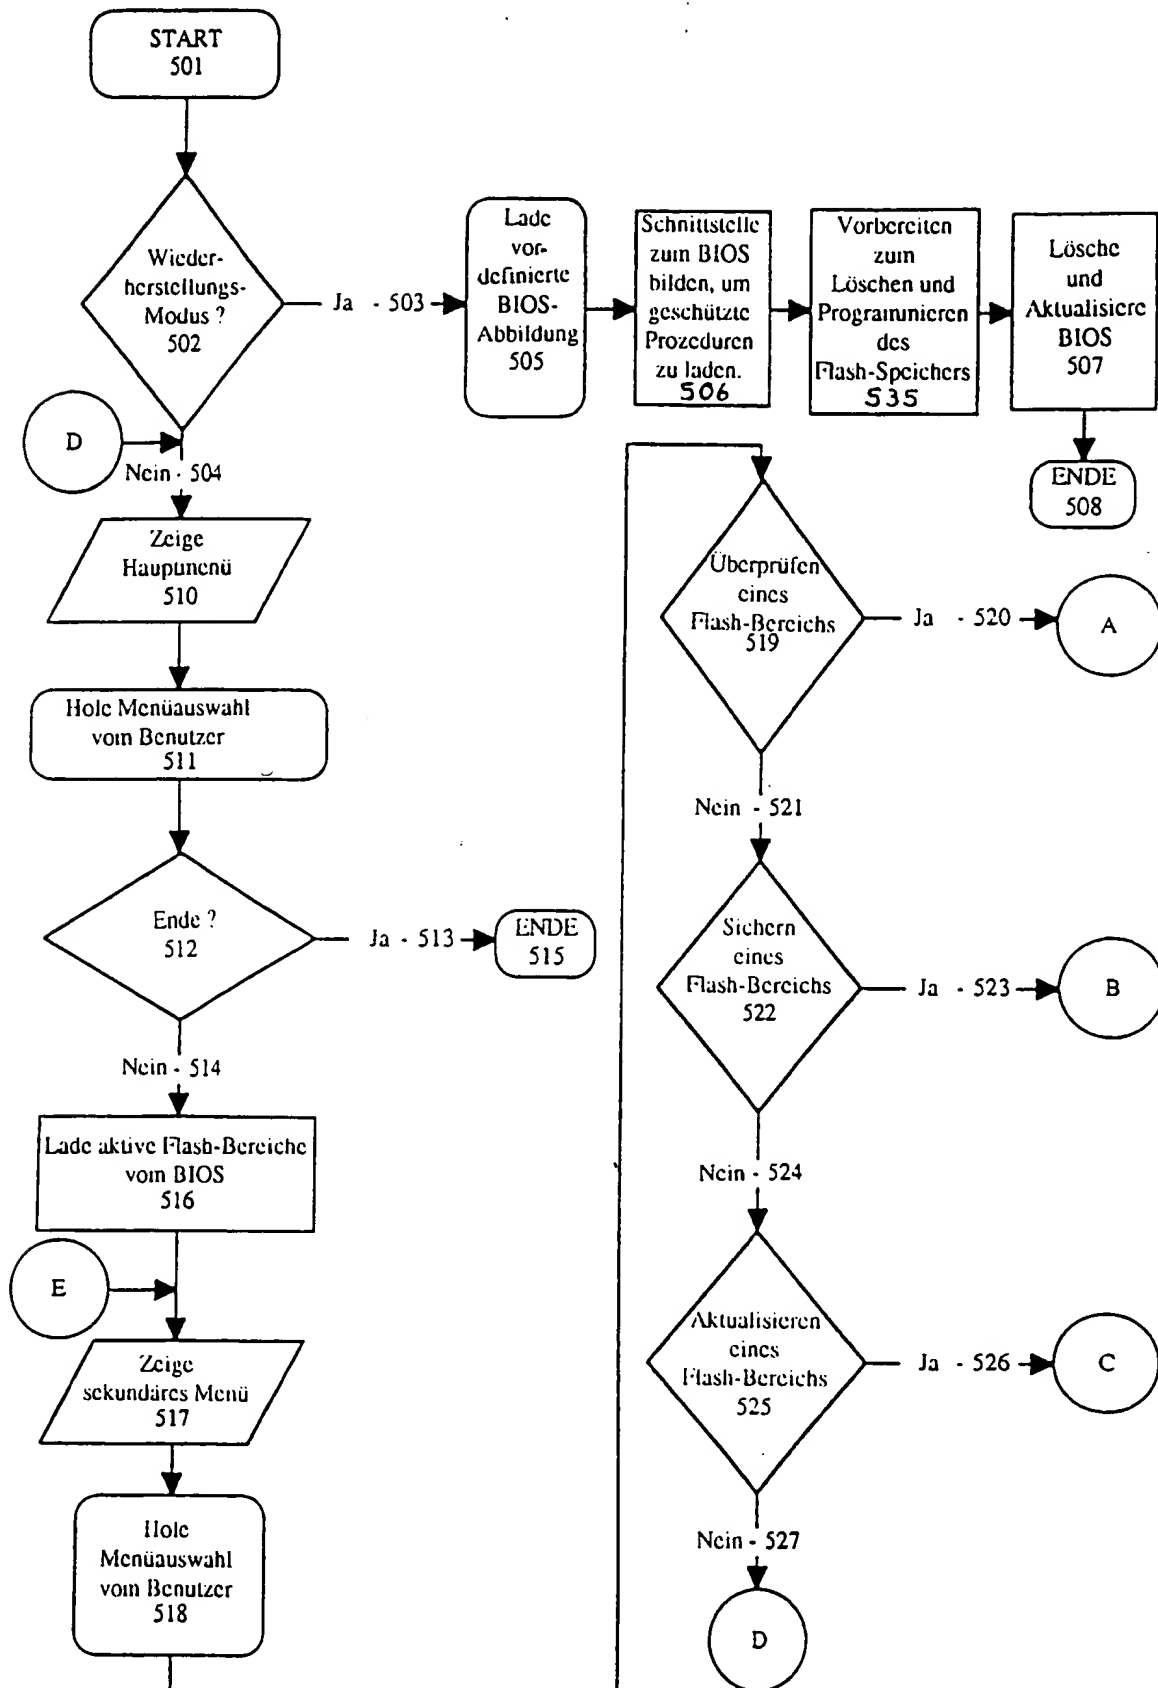 START
501
Wieder-
herstellungs-
Modus ?
502
Ja - 503
Lade
vor-
definierte
BIOS-
Abbildung
505
Schnittstelle
zum BIOS
bilden, um
geschützte
Prozeduren
zu laden.
506
Vorbereiten
zum
Löschen und
Programmieren
des
Flash-Speichers
535
Lösche
und
Aktualisiere
BIOS
507
ENDE
508
D
Nein - 504
Zeige
Hauptmenü
510
Hole Menüauswahl
vom Benutzer
511
Ende ?
512
Ja - 513
ENDE
515
Nein - 514
Lade aktive Flash-Bereiche
vom BIOS
516
E
Zeige
sekundäres Menü
517
Hole
Menüauswahl
vom Benutzer
518
Überprüfen
eines
Flash-Bereichs
519
Ja - 520
A
Nein - 521
Sichern
eines
Flash-Bereichs
522
Ja - 523
B
Nein - 524
Aktualisieren
eines
Flash-Bereichs
525
Ja - 526
C
Nein - 527
D